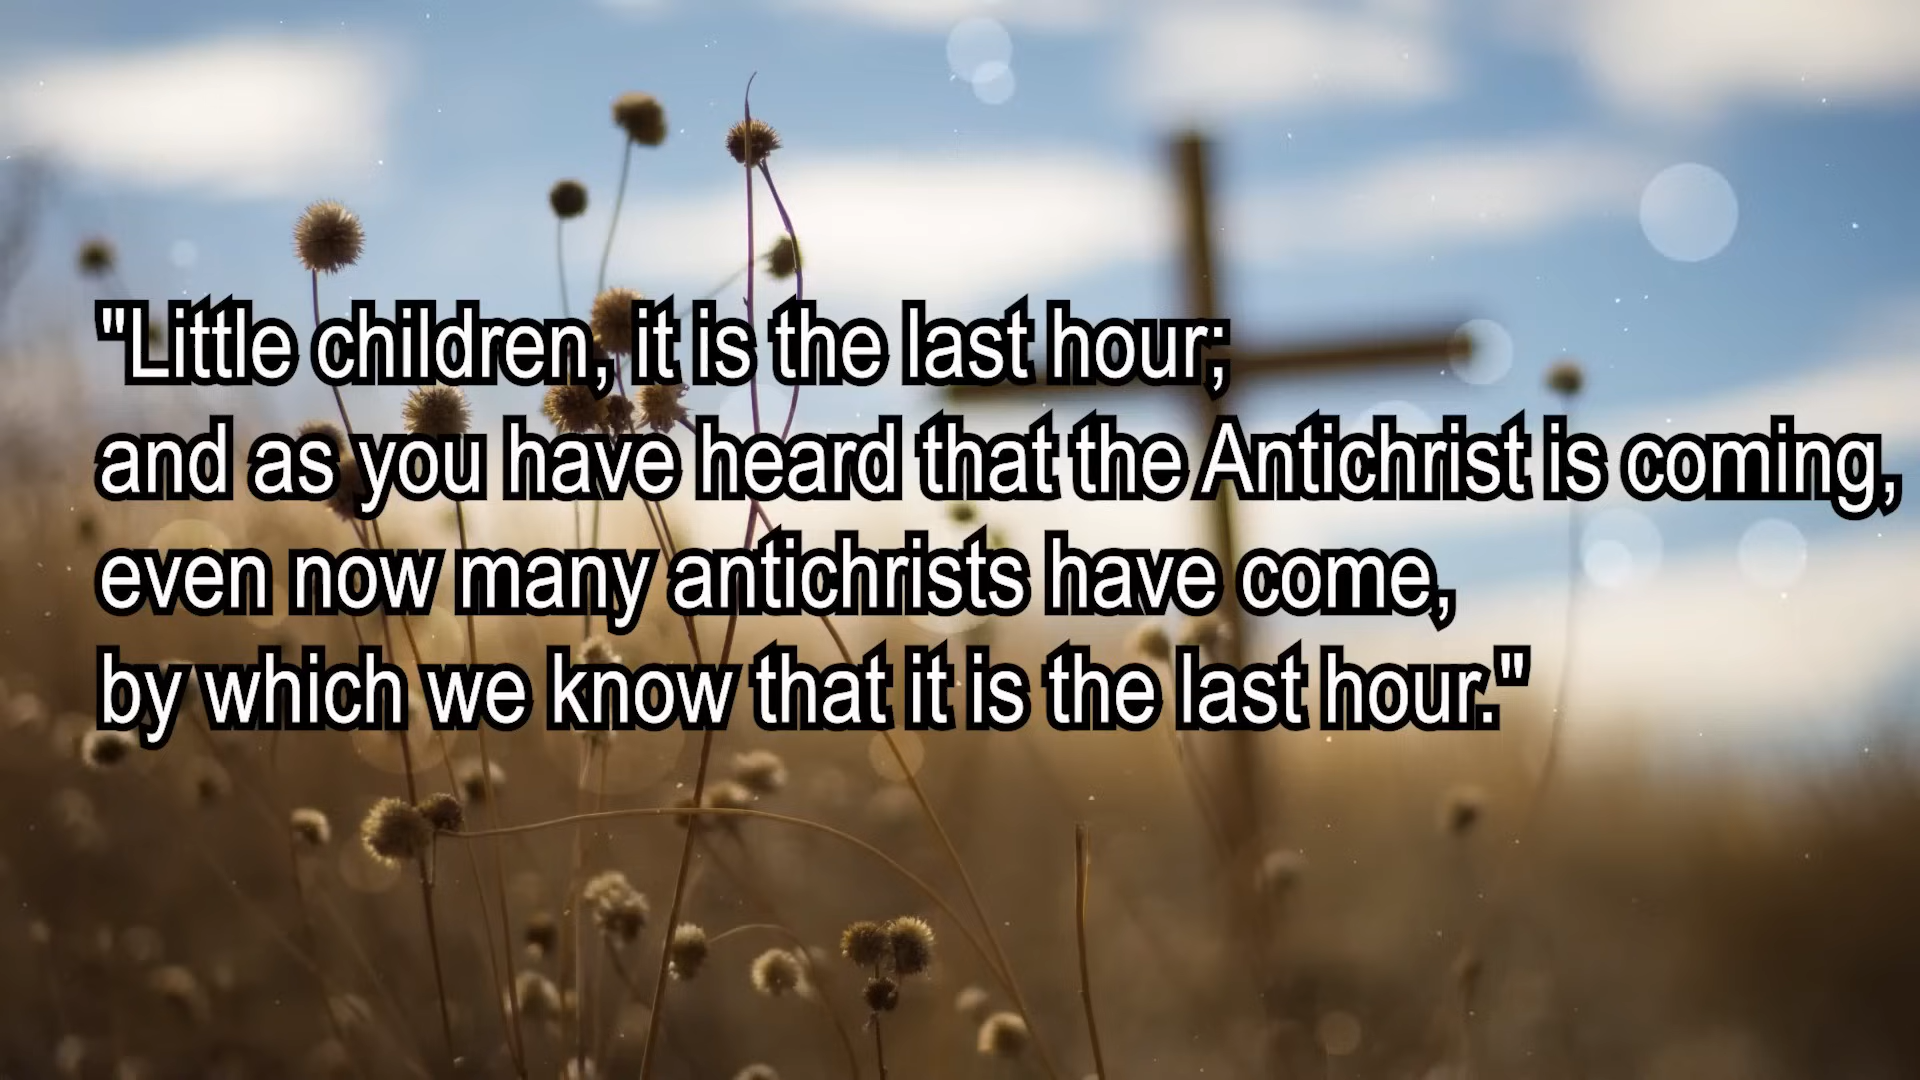 "Little children, it is the last hour;
and as you have heard that the Antichrist is coming,
even now many antichrists have come,
by which we know that it is the last hour."